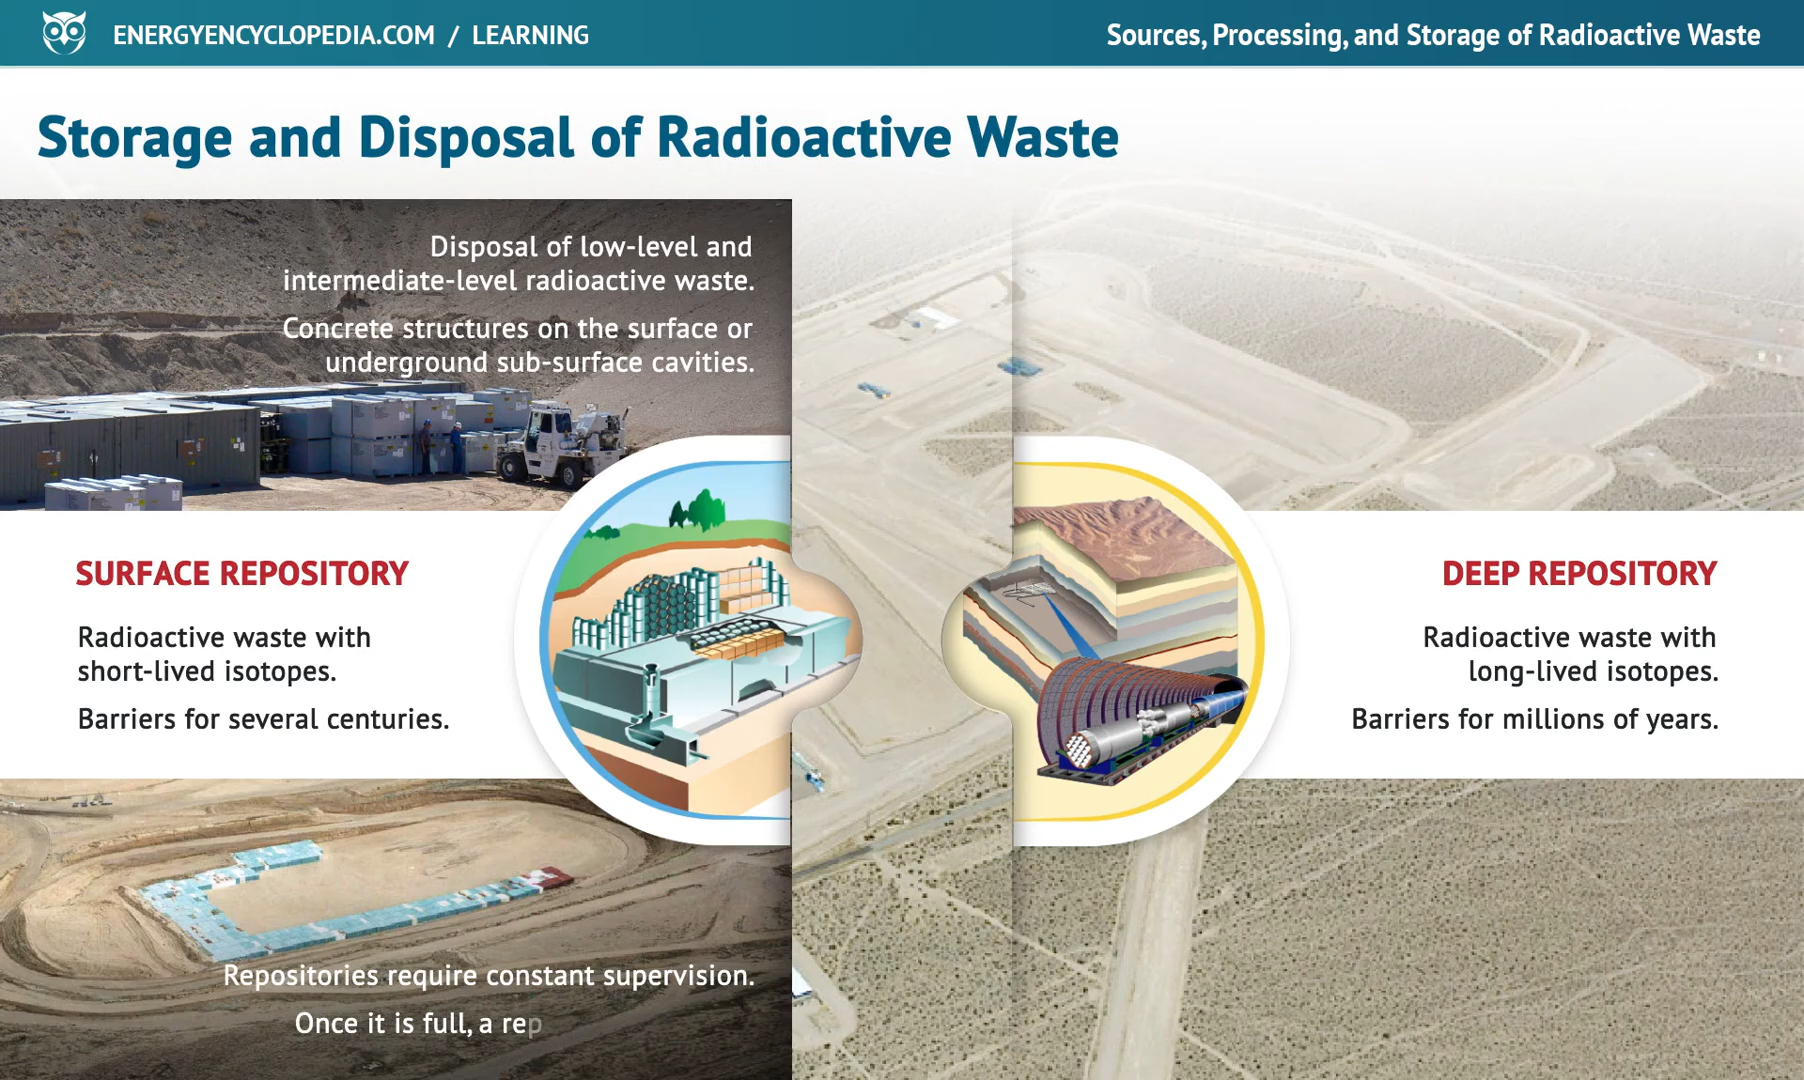 ENERGYENCYCLOPEDIA.COM / LEARNING
Sources, Processing, and Storage of Radioactive Waste
Storage and Disposal of Radioactive Waste
Disposal of low-level and
intermediate-level radioactive waste.
Concrete structures on the surface or
underground sub-surface cavities.
SURFACE REPOSITORY
Radioactive waste with
short-lived isotopes.
Barriers for several centuries.
DEEP REPOSITORY
Radioactive waste with
long-lived isotopes.
Barriers for millions of years.
Repositories require constant supervision.
Once it is full, a rep